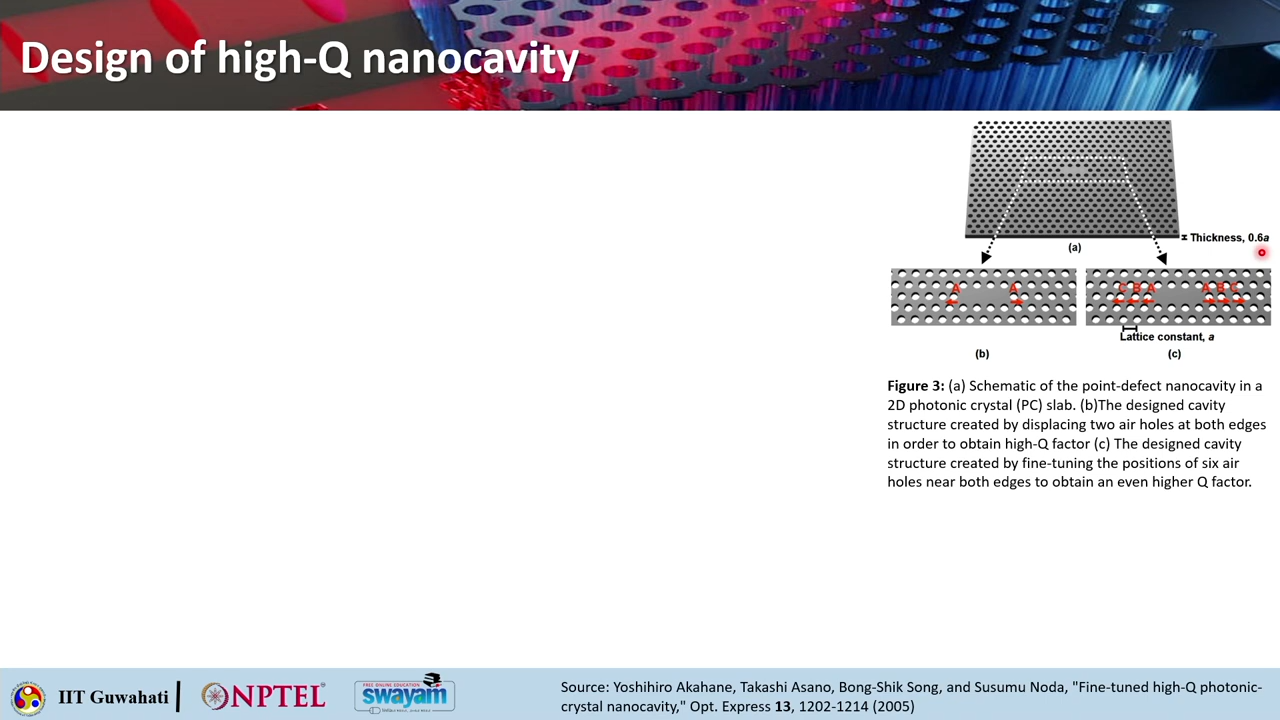 Design of high-Q nanocavity
Thickness, 0.6a
(a)
A A
C B A A B C
Lattice constant, a
(b) (c)
Figure 3: (a) Schematic of the point-defect nanocavity in a
2D photonic crystal (PC) slab. (b)The designed cavity
structure created by displacing two air holes at both edges
in order to obtain high-Q factor (c) The designed cavity
structure created by fine-tuning the positions of six air
holes near both edges to obtain an even higher Q factor.
IIT Guwahati
NPTEL
FREE ONLINE EDUCATION
swayam
Source: Yoshihiro Akahane, Takashi Asano, Bong-Shik Song, and Susumu Noda, "Fine-tuned high-Q photonic-
crystal nanocavity," Opt. Express 13, 1202-1214 (2005)